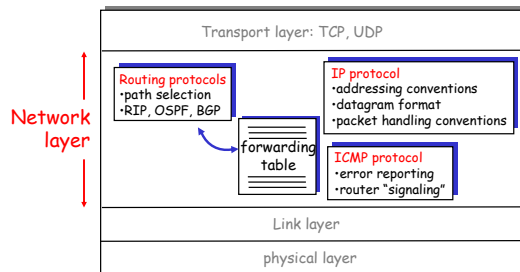 Transport layer: TCP, UDP
Network
layer
Routing protocols
•path selection
•RIP, OSPF, BGP
forwarding
table
IP protocol
•addressing conventions
•datagram format
•packet handling conventions
ICMP protocol
•error reporting
•router “signaling”
Link layer
physical layer